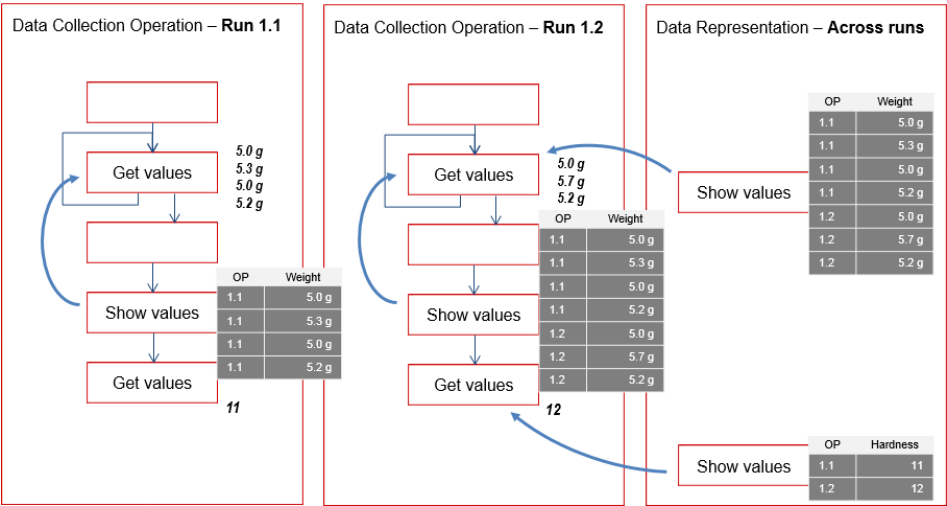 Data Collection Operation – Run 1.1
Get values
5.0 g
5.3 g
5.0 g
5.2 g
Show values
OP Weight
1.1 5.0 g
1.1 5.3 g
1.1 5.0 g
1.1 5.2 g
Get values
11
Data Collection Operation – Run 1.2
Get values
5.0 g
5.7 g
5.2 g
OP Weight
1.1 5.0 g
1.1 5.3 g
1.1 5.0 g
1.1 5.2 g
1.2 5.0 g
1.2 5.7 g
1.2 5.2 g
Show values
Get values
12
Data Representation – Across runs
Show values
OP Weight
1.1 5.0 g
1.1 5.3 g
1.1 5.0 g
1.1 5.2 g
1.2 5.0 g
1.2 5.7 g
1.2 5.2 g
Show values
OP Hardness
1.1 11
1.2 12